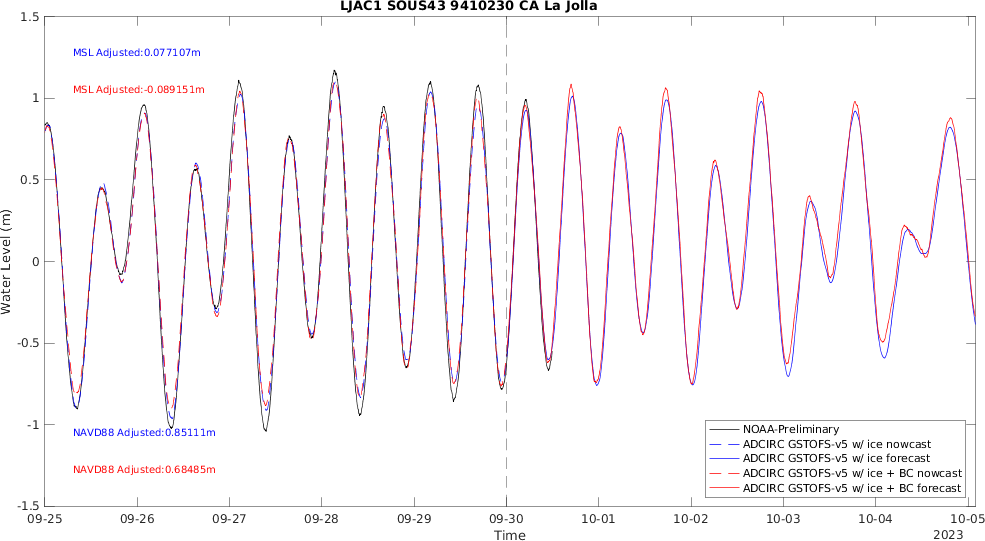 LJAC1 SOUS43 9410230 CA La Jolla
1.5
1
0.5
0
-0.5
-1
-1.5
Water Level (m)
MSL Adjusted:0.077107m
MSL Adjusted:-0.089151m
NAVD88 Adjusted:0.85111m
NAVD88 Adjusted:0.68485m
NOAA-Preliminary
ADCIRC GSTOFS-v5 w/ ice nowcast
ADCIRC GSTOFS-v5 w/ ice forecast
ADCIRC GSTOFS-v5 w/ ice + BC nowcast
ADCIRC GSTOFS-v5 w/ ice + BC forecast
09-25 09-26 09-27 09-28 09-29 09-30 10-01 10-02 10-03 10-04 10-05
Time
2023